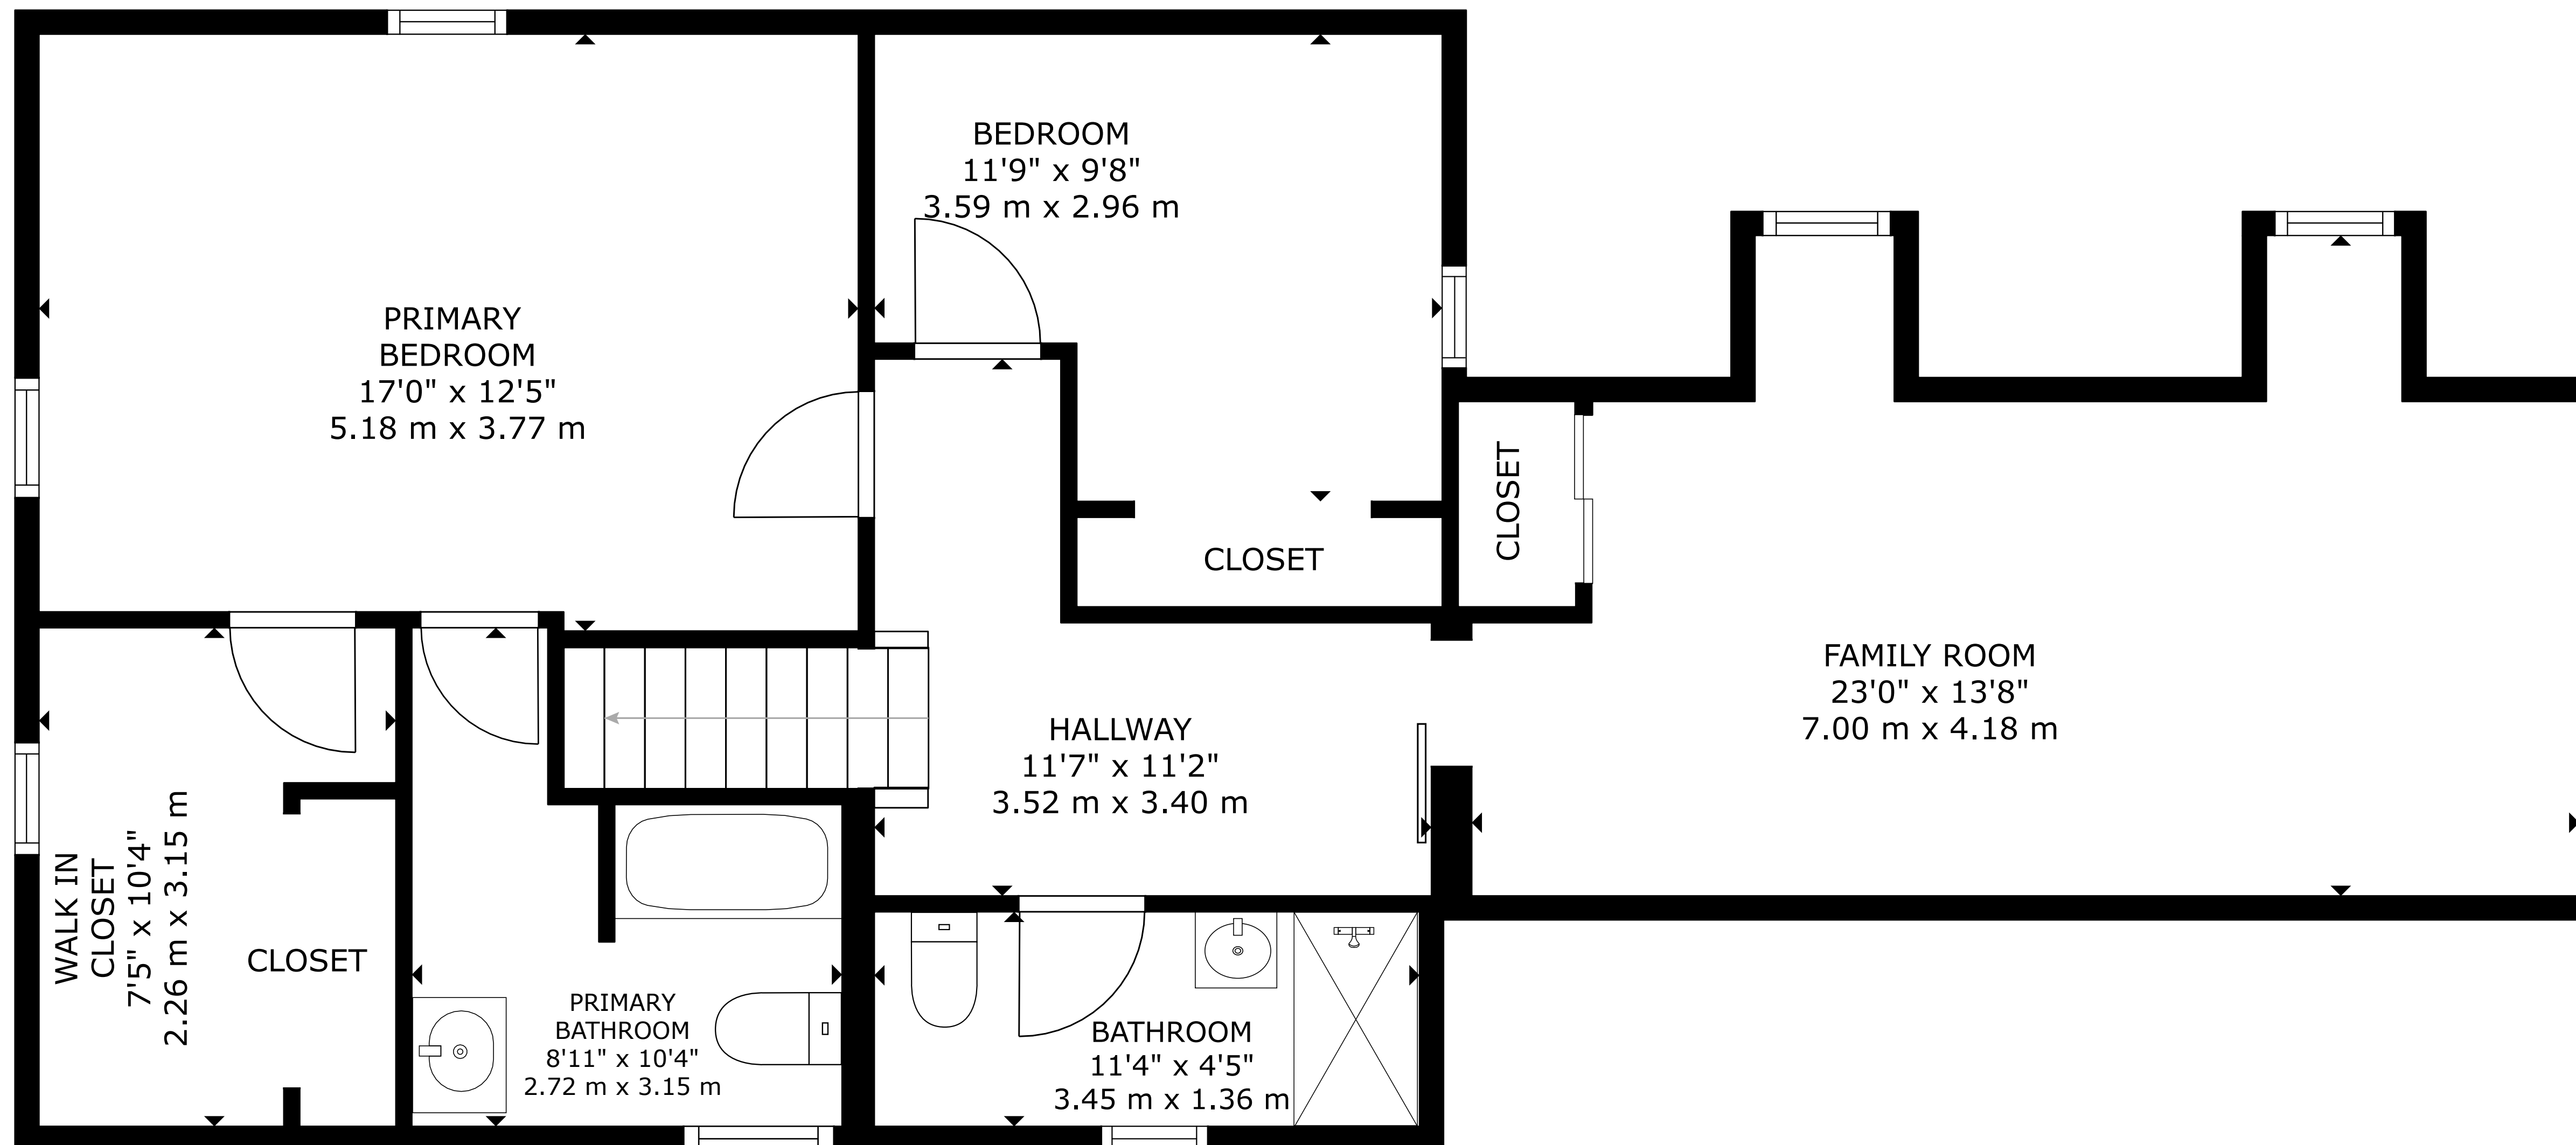 BEDROOM
11'9" x 9'8"
3.59 m x 2.96 m
PRIMARY
BEDROOM
17'0" x 12'5"
5.18 m x 3.77 m
CLOSET
CLOSET
FAMILY ROOM
23'0" x 13'8"
7.00 m x 4.18 m
HALLWAY
11'7" x 11'2"
3.52 m x 3.40 m
WALK IN
CLOSET
7'5" x 10'4"
2.26 m x 3.15 m
CLOSET
PRIMARY
BATHROOM
8'11" x 10'4"
2.72 m x 3.15 m
BATHROOM
11'4" x 4'5"
3.45 m x 1.36 m